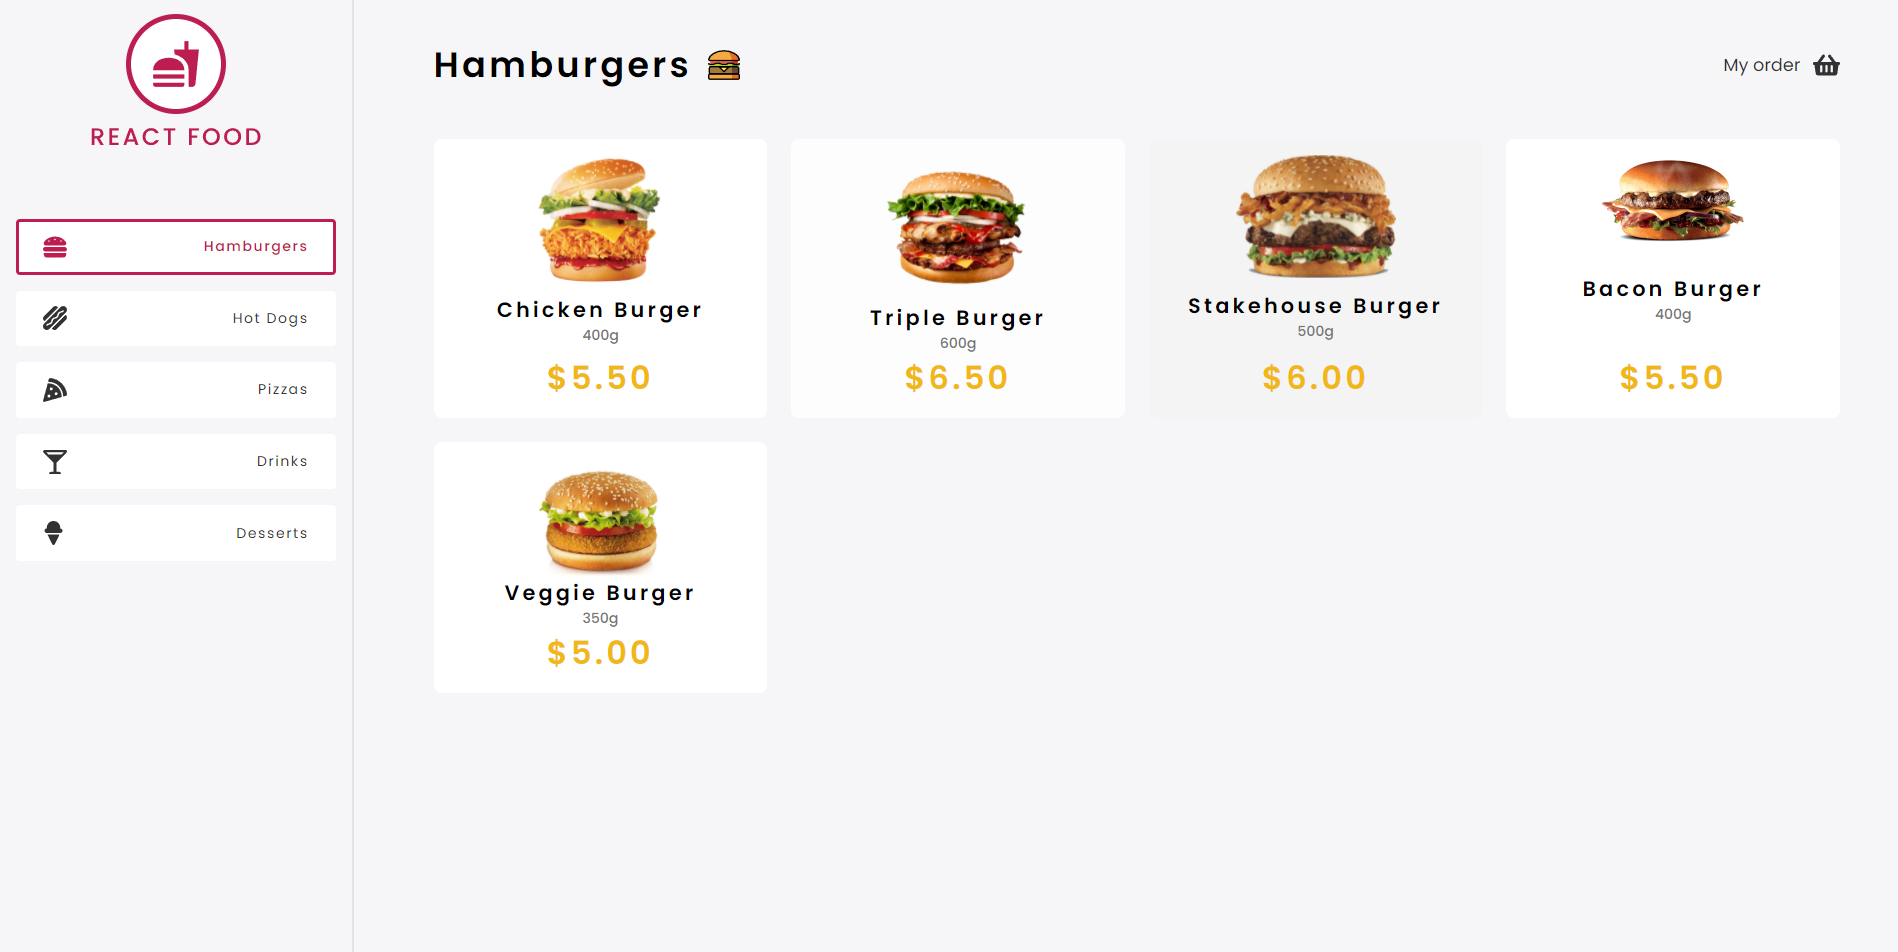 REACT FOOD
Hamburgers
Hot Dogs
Pizzas
Drinks
Desserts
Hamburgers
My order
Chicken Burger
400g
$5.50
Triple Burger
600g
$6.50
Stakehouse Burger
500g
$6.00
Bacon Burger
400g
$5.50
Veggie Burger
350g
$5.00